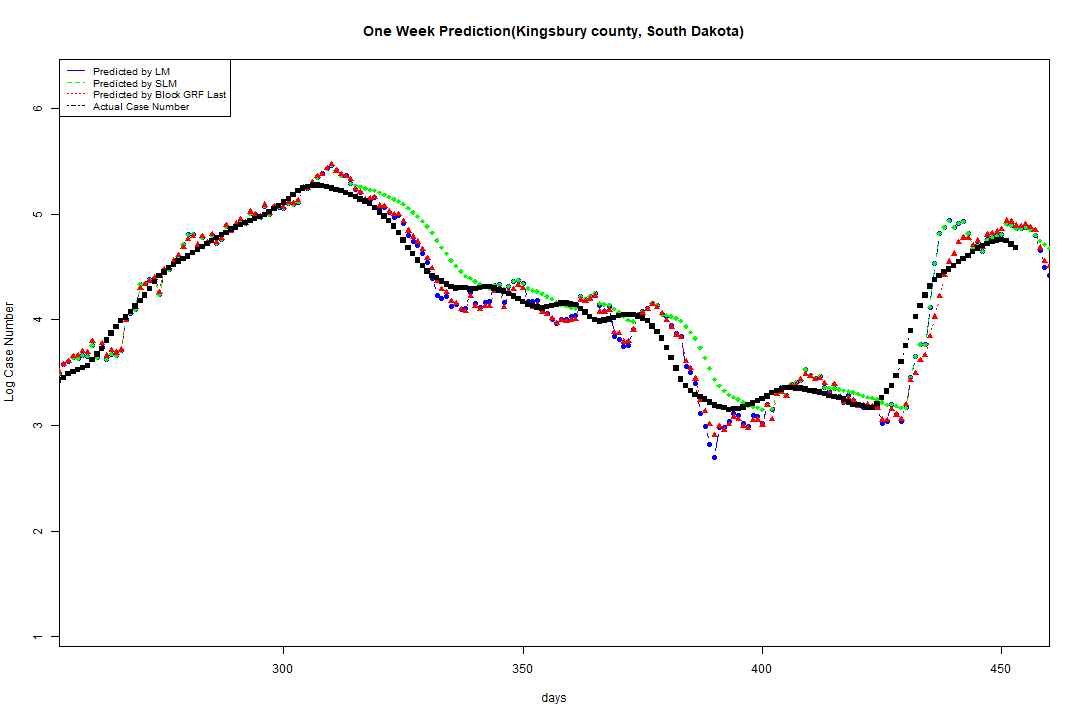 One Week Prediction(Kingsbury county, South Dakota)
Predicted by LM
Predicted by SLM
Predicted by Block GRF Last
Actual Case Number
6
5
4
3
2
1
Log Case Number
300 350 400 450
days